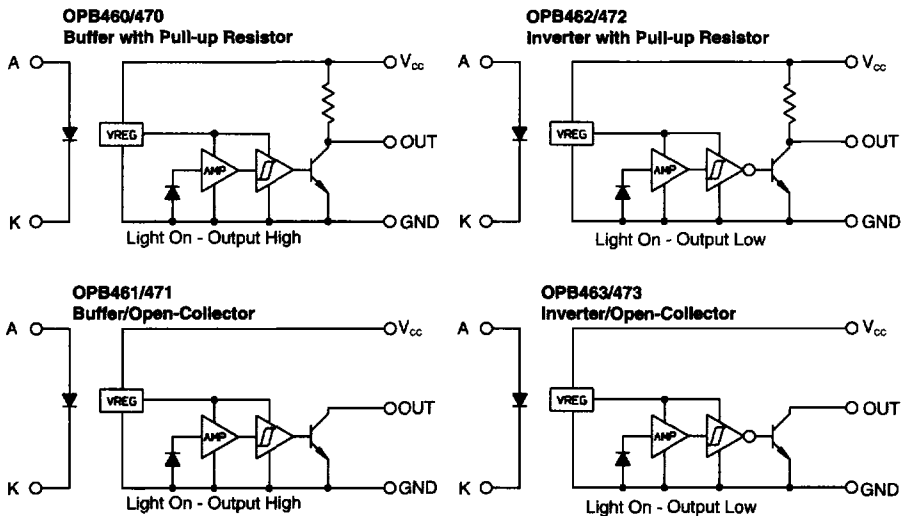 OPB460/470
Buffer with Pull-up Resistor
A
Vcc
VREG
AMP
OUT
K
GND
Light On - Output High
OPB462/472
Inverter with Pull-up Resistor
A
Vcc
VREG
AMP
OUT
K
GND
Light On - Output Low
OPB461/471
Buffer/Open-Collector
A
Vcc
VREG
AMP
OUT
K
GND
Light On - Output High
OPB463/473
Inverter/Open-Collector
A
Vcc
VREG
AMP
OUT
K
GND
Light On - Output Low